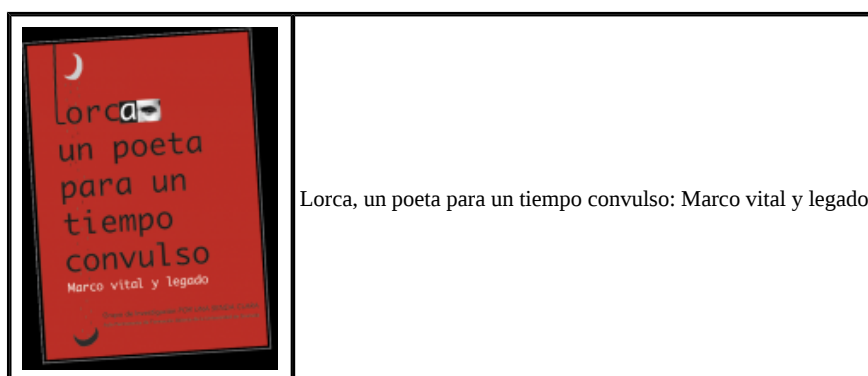 Lorca
un poeta
para un
tiempo
convulso
Marco vital y legado
Lorca, un poeta para un tiempo convulso: Marco vital y legado